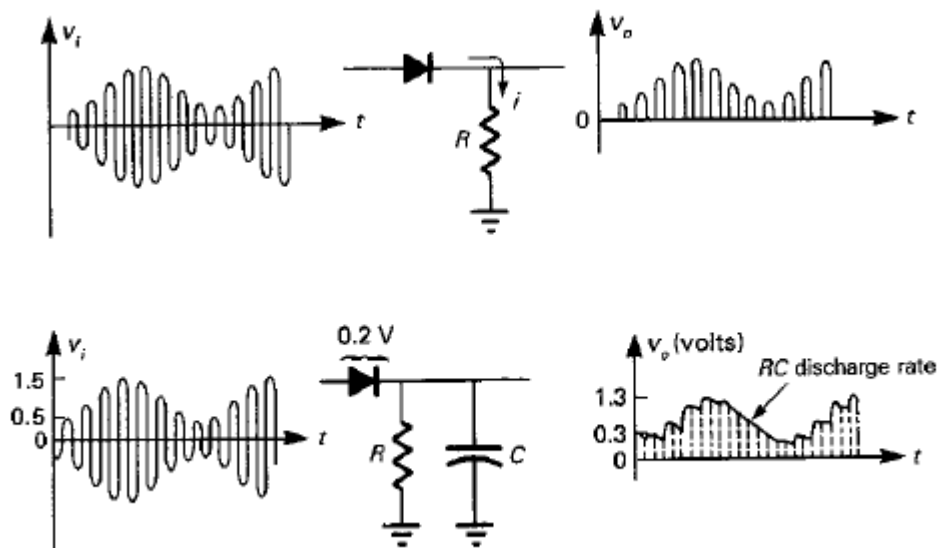 v_i
t
i
R
v_o
0
t
0.2 V
v_i
1.5
0.5
0
t
R
C
v_o (volts)
RC discharge rate
1.3
0.3
0
t